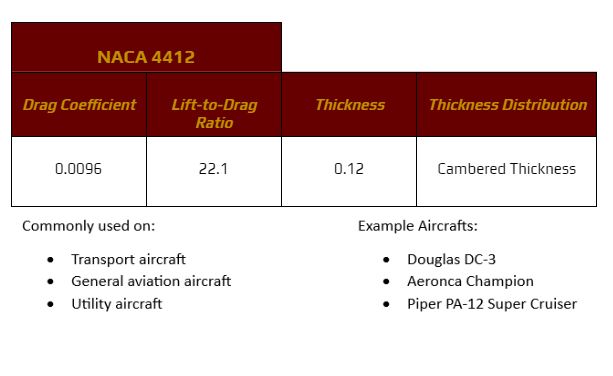 NACA 4412
Drag Coefficient Lift-to-Drag Ratio Thickness Thickness Distribution
0.0096 22.1 0.12 Cambered Thickness
Commonly used on:
• Transport aircraft
• General aviation aircraft
• Utility aircraft
Example Aircrafts:
• Douglas DC-3
• Aeronca Champion
• Piper PA-12 Super Cruiser